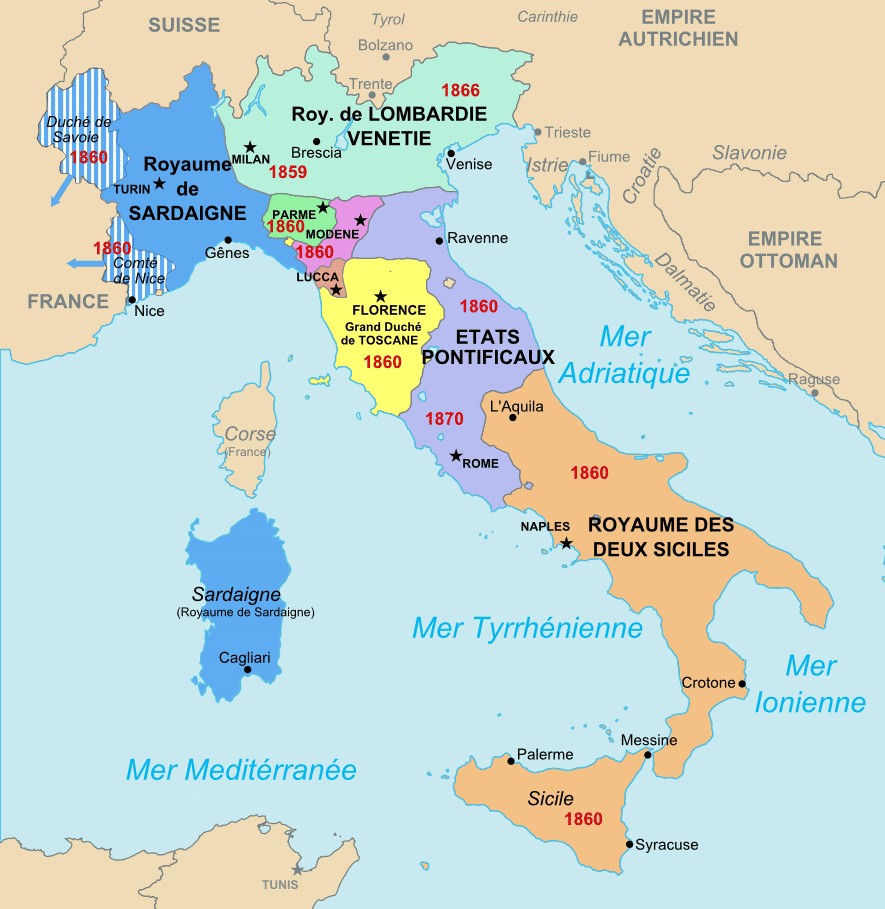 SUISSE
Tyrol
Carinthie
EMPIRE
AUTRICHIEN
Bolzano
Trente
1866
Roy. de LOMBARDIE
VENETIE
Duché de
Savoie
1860
Royaume
de
SARDAIGNE
TURIN
MILAN
Brescia
1859
Venise
Trieste
Istrie
Fiume
Croatie
Slavonie
EMPIRE
OTTOMAN
Dalmatie
Raguse
PARME
1860
MODENE
1860
Ravenne
Gênes
1860
Comté
de Nice
FRANCE
Nice
LUCCA
FLORENCE
Grand Duché
de TOSCANE
1860
1860
ETATS
PONTIFICAUX
1870
ROME
Mer
Adriatique
L'Aquila
Corse
(France)
1860
NAPLES
ROYAUME DES
DEUX SICILES
Sardaigne
(Royaume de Sardaigne)
Cagliari
Mer Tyrrhénienne
Mer
Ionienne
Crotone
Messine
Palerme
Sicile
1860
Syracuse
Mer Meditérranée
TUNIS